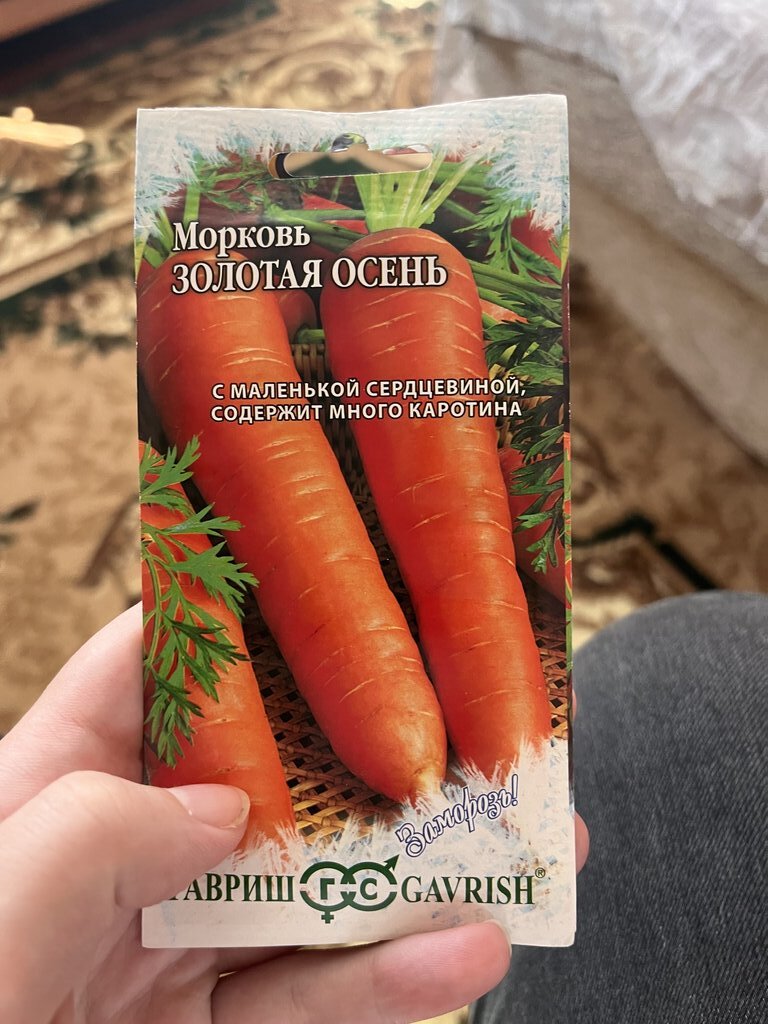 Морковь
ЗОЛОТАЯ ОСЕНЬ
С МАЛЕНЬКОЙ СЕРДЦЕВИНОЙ,
СОДЕРЖИТ МНОГО КАРОТИНА
Заморозь!
ГАВРИШ ГС GAVRISH®